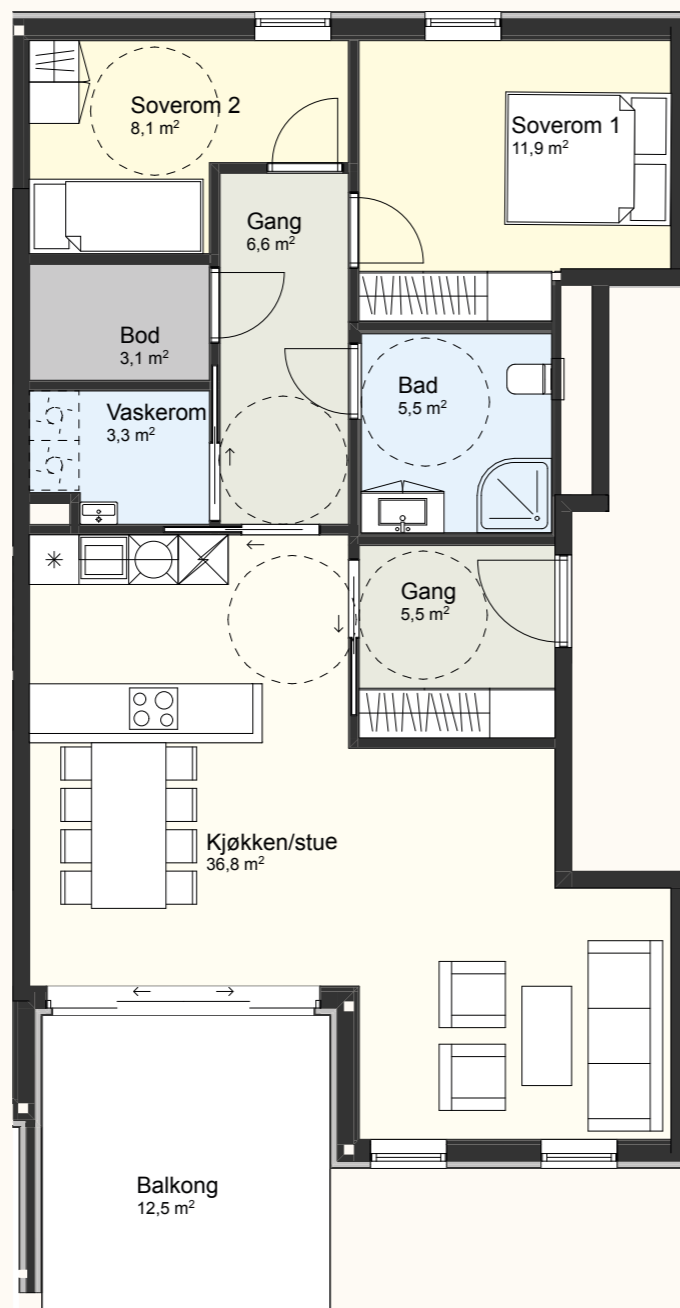 Soverom 2
8,1 m²
Soverom 1
11,9 m²
Gang
6,6 m²
Bod
3,1 m²
Bad
5,5 m²
Vaskerom
3,3 m²
Gang
5,5 m²
Kjøkken/stue
36,8 m²
Balkong
12,5 m²